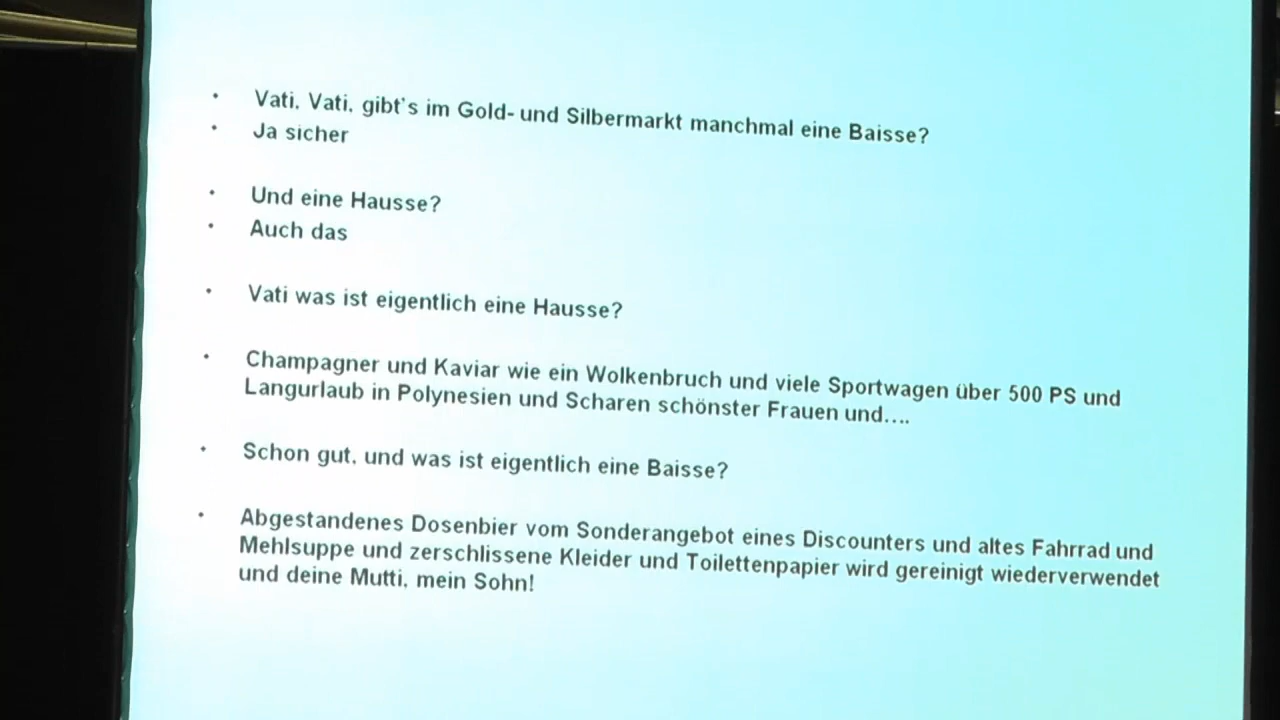 • Vati, Vati, gibt's im Gold- und Silbermarkt manchmal eine Baisse?
• Ja sicher
• Und eine Hausse?
• Auch das
• Vati was ist eigentlich eine Hausse?
• Champagner und Kaviar wie ein Wolkenbruch und viele Sportwagen über 500 PS und
Langurlaub in Polynesien und Scharen schönster Frauen und....
• Schon gut, und was ist eigentlich eine Baisse?
• Abgestandenes Dosenbier vom Sonderangebot eines Discounters und altes Fahrrad und
Mehlsuppe und zerschlissene Kleider und Toilettenpapier wird gereinigt wiederverwendet
und deine Mutti, mein Sohn!